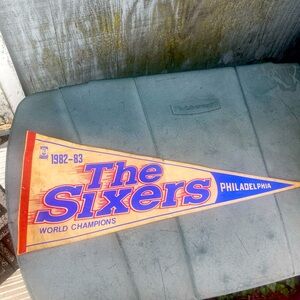 1982-83
The
Sixers
PHILADELPHIA
WORLD CHAMPIONS